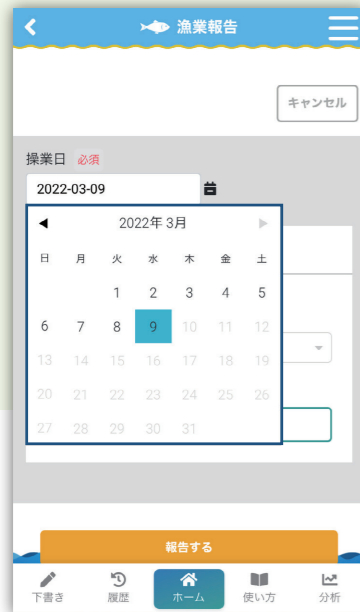 漁業報告
キャンセル
操業日 必須
2022-03-09
◀ 2022年 3月 ▶
日 月 火 水 木 金 土
1 2 3 4 5
6 7 8 9 10 11 12
13 14 15 16 17 18 19
20 21 22 23 24 25 26
27 28 29 30 31
報告する
下書き 履歴 ホーム 使い方 分析